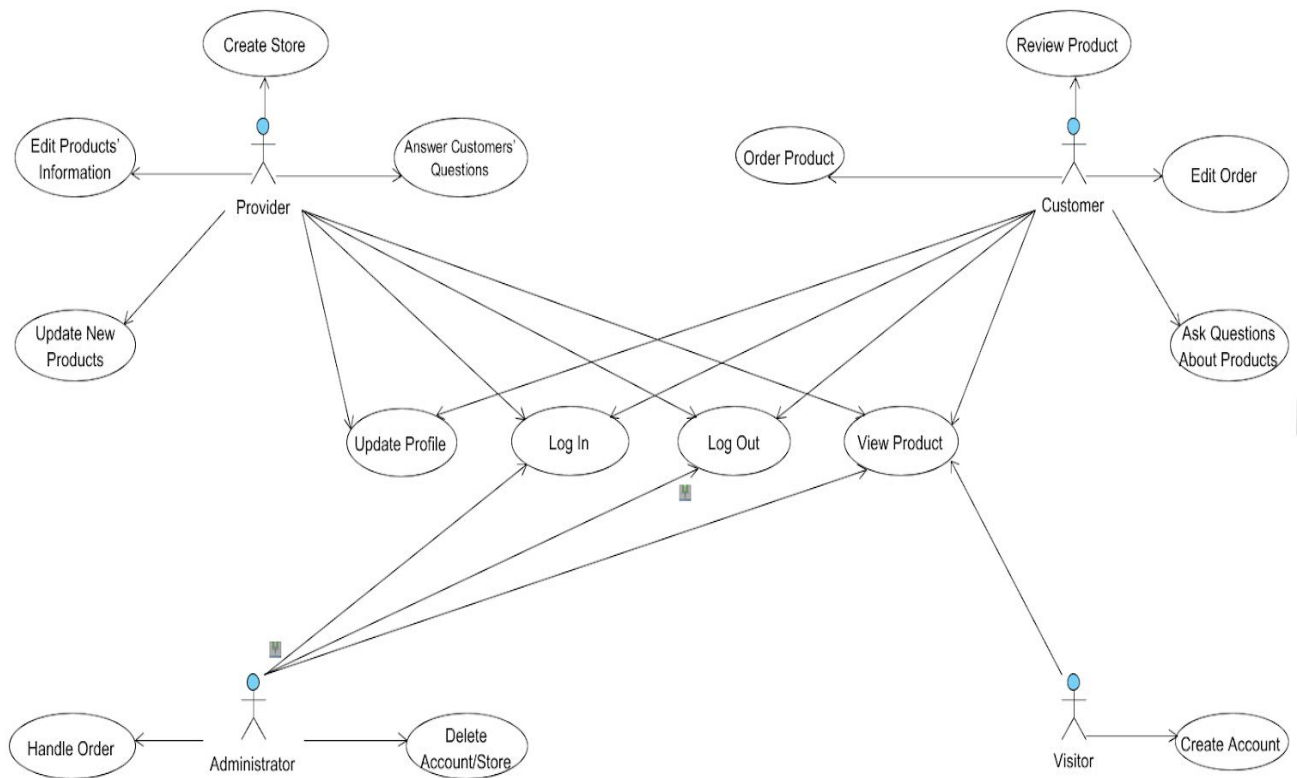 Create Store
Review Product
Edit Products'
Information
Answer Customers'
Questions
Order Product
Edit Order
Provider
Customer
Update New
Products
Ask Questions
About Products
Update Profile
Log In
Log Out
View Product
Handle Order
Administrator
Delete
Account/Store
Visitor
Create Account